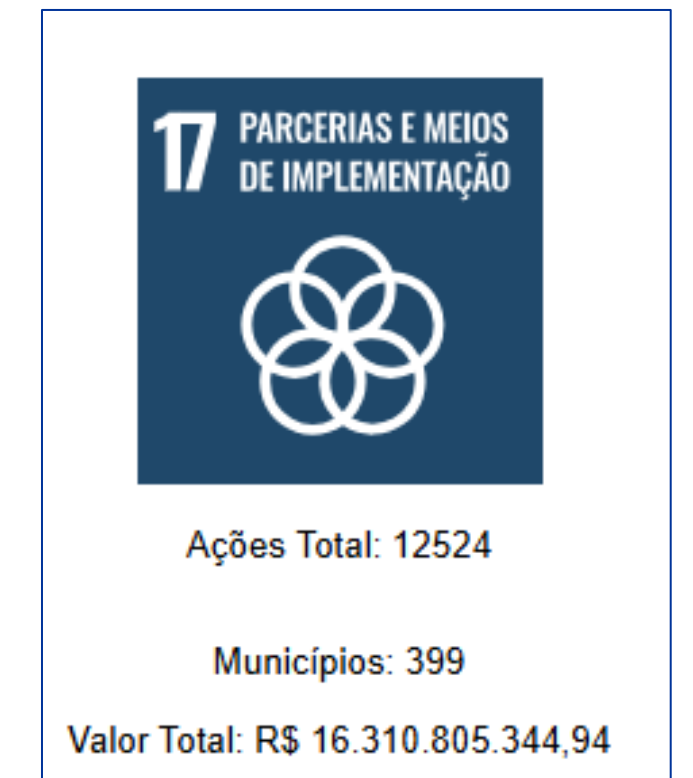 17 PARCERIAS E MEIOS
DE IMPLEMENTAÇÃO
Ações Total: 12524
Municípios: 399
Valor Total: R$ 16.310.805.344,94